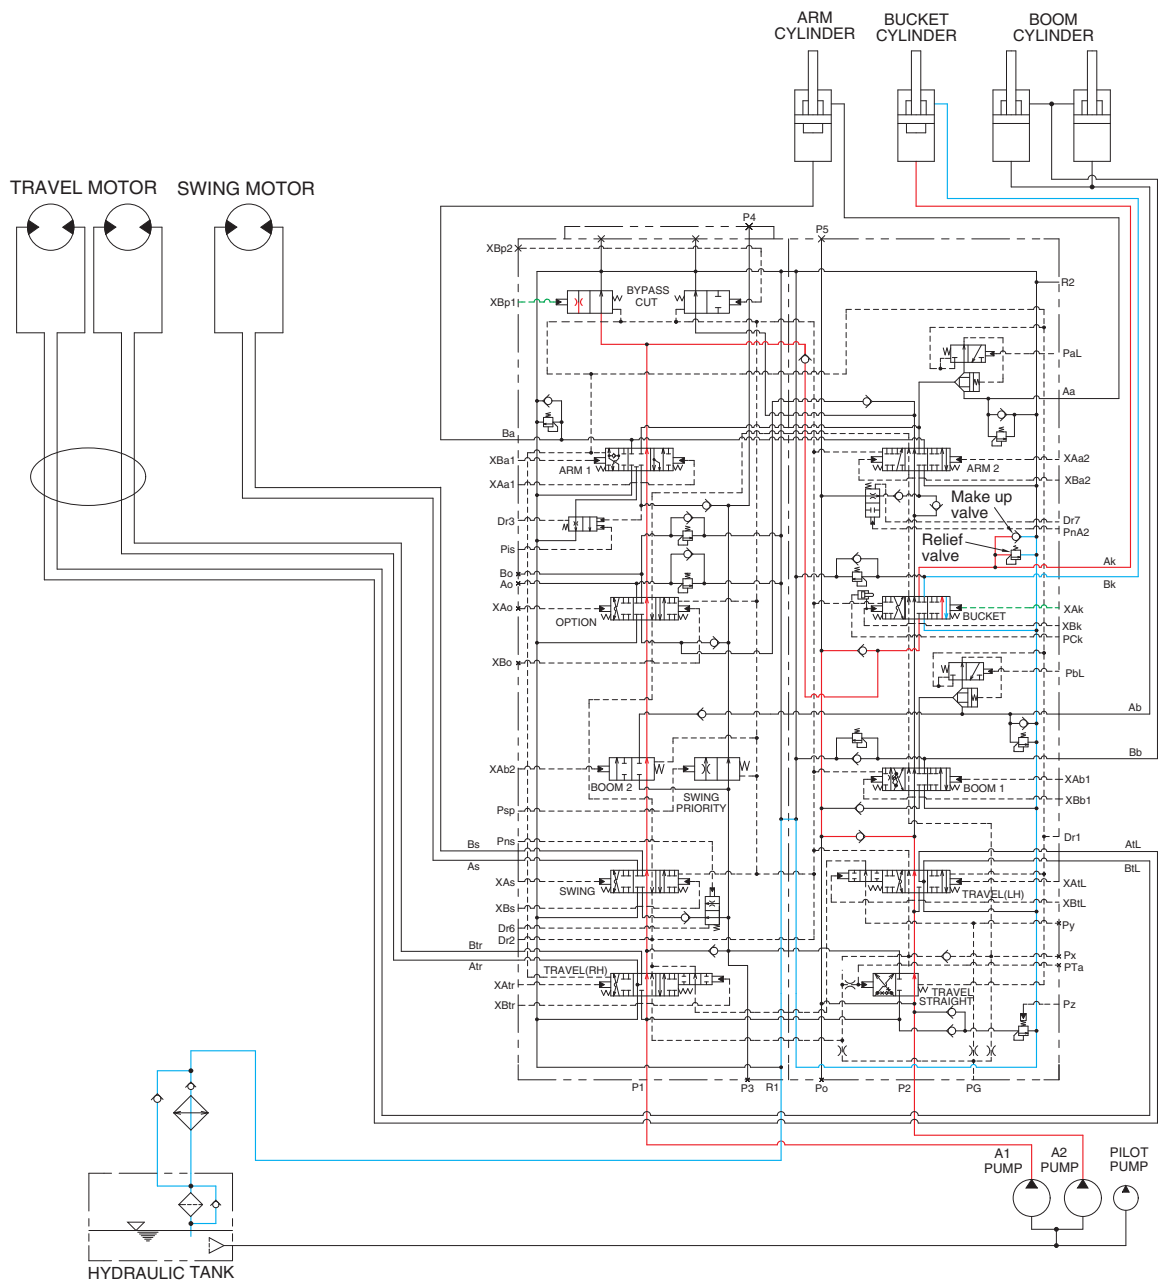 ARM
CYLINDER
BUCKET
CYLINDER
BOOM
CYLINDER
TRAVEL MOTOR
SWING MOTOR
P4
P5
XBp2
R2
BYPASS
CUT
XBp1
PaL
Aa
Ba
XBa1
ARM 1
XAa1
XAa2
ARM 2
XBa2
Make up
valve
Dr3
Dr7
PnA2
Pis
Relief
valve
Ak
Bo
Ao
Bk
XAo
OPTION
XAk
BUCKET
XBk
PCk
XBo
PbL
Ab
Bb
XAb2
BOOM 2
SWING
PRIORITY
XAb1
BOOM 1
XBb1
Psp
Pns
Dr1
Bs
As
AtL
BtL
XAs
SWING
XBs
XAtL
TRAVEL(LH)
XBtL
Dr6
Dr2
Py
Btr
Atr
Px
PTa
TRAVEL(RH)
XAtr
XBtr
TRAVEL
STRAIGHT
Pz
P1
P3
R1
Po
P2
PG
A1
PUMP
A2
PUMP
PILOT
PUMP
HYDRAULIC TANK